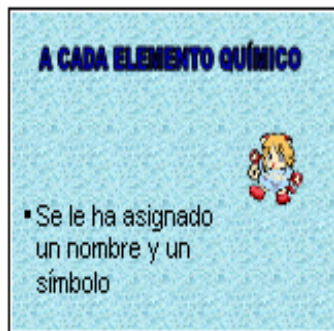 A CADA ELEMENTO QUÍMICO
▪ Se le ha asignado
un nombre y un
símbolo